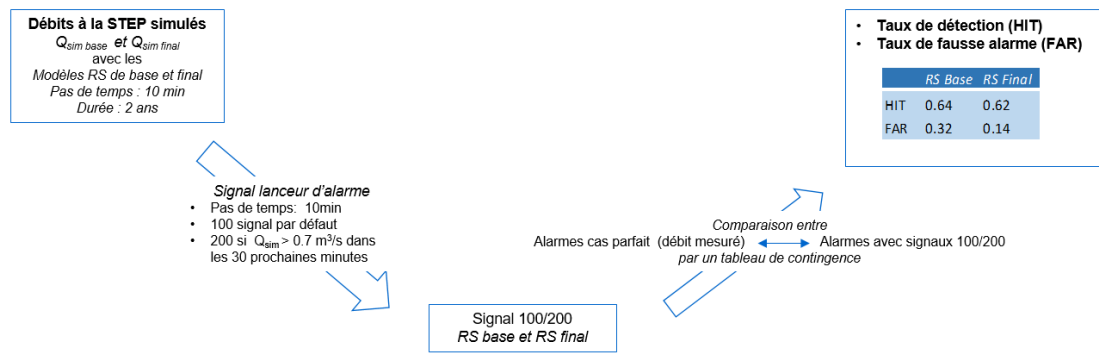 Débits à la STEP simulés
Qsim base et Qsim final
avec les
Modèles RS de base et final
Pas de temps : 10 min
Durée : 2 ans
Signal lanceur d'alarme
• Pas de temps: 10min
• 100 signal par défaut
• 200 si Qsim > 0.7 m³/s dans
les 30 prochaines minutes
Signal 100/200
RS base et RS final
Comparaison entre
Alarmes cas parfait (débit mesuré) Alarmes avec signaux 100/200
par un tableau de contingence
• Taux de détection (HIT)
• Taux de fausse alarme (FAR)
RS Base RS Final
HIT 0.64 0.62
FAR 0.32 0.14